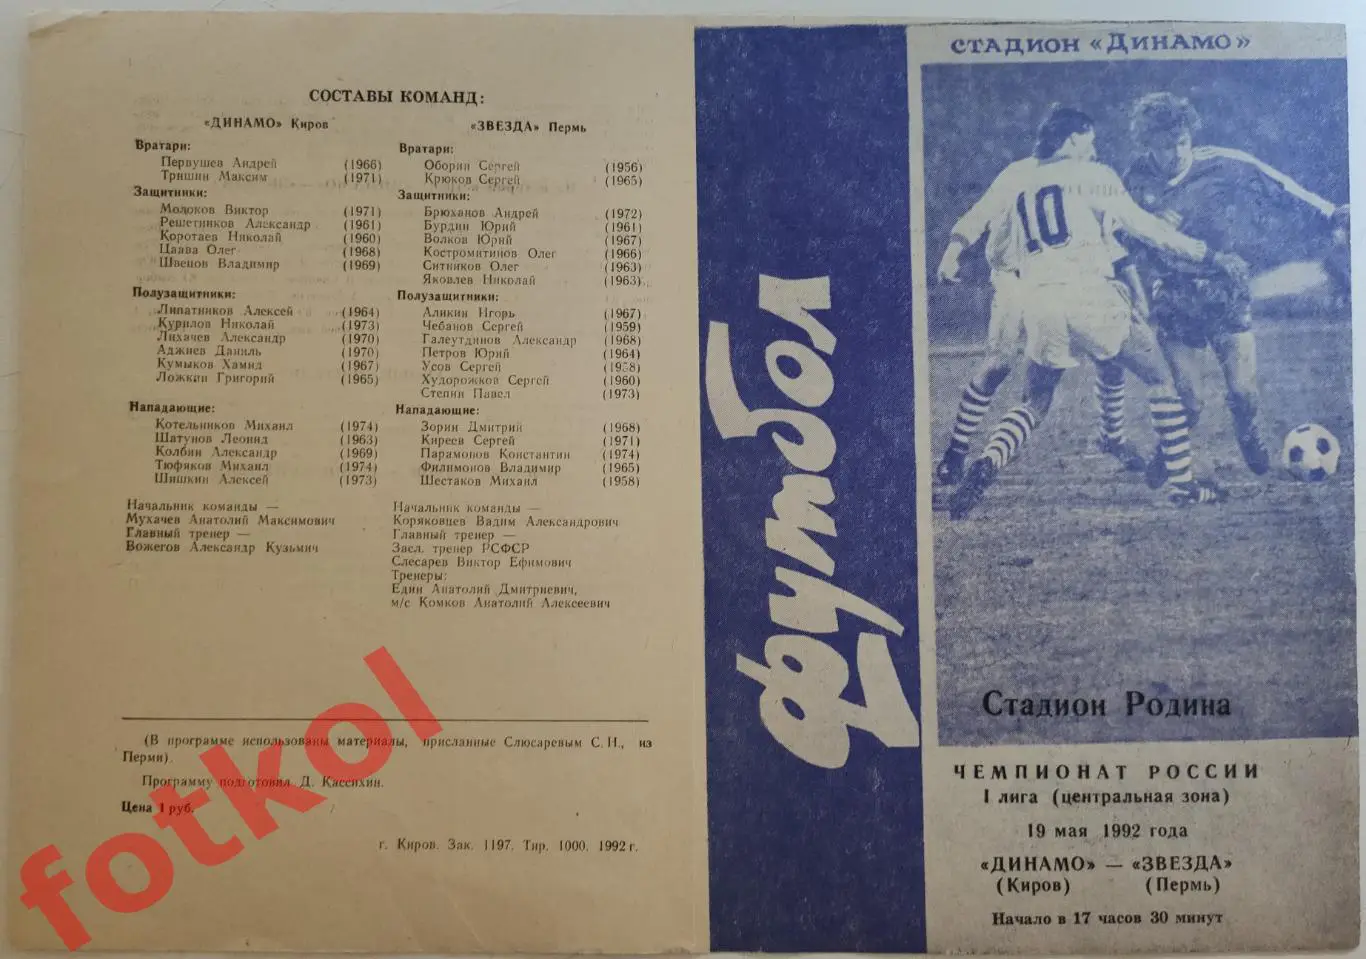 СОСТАВЫ КОМАНД:
«ДИНАМО» Киров
Вратари:
Первушев Андрей (1966)
Тришин Максим (1971)
Защитники:
Молоков Виктор (1971)
Решетников Александр (1961)
Коротаев Николай (1960)
Цаава Олег (1968)
Швецов Владимир (1969)
Полузащитники:
Липатников Алексей (1964)
Курилов Николай (1973)
Лихачев Александр (1970)
Аджиев Даниль (1970)
Кумыков Хамид (1967)
Ложкин Григорий (1965)
Нападающие:
Котельников Михаил (1974)
Шатунов Леонид (1963)
Колбин Александр (1969)
Тюфяков Михаил (1974)
Шишкин Алексей (1973)
Начальник команды —
Мухачев Анатолий Максимович
Главный тренер —
Вожегов Александр Кузьмич
«ЗВЕЗДА» Пермь
Вратари:
Оборин Сергей (1956)
Крюков Сергей (1965)
Защитники:
Брюханов Андрей (1972)
Бурдин Юрий (1961)
Волков Юрий (1967)
Костромитинов Олег (1966)
Ситников Олег (1963)
Яковлев Николай (1963)
Полузащитники:
Аликин Игорь (1967)
Чебанов Сергей (1959)
Галеутдинов Александр (1968)
Петров Юрий (1964)
Усов Сергей
Худорожков Сергей (1960)
Степин Павел (1973)
Нападающие:
Зорин Дмитрий (1968)
Киреев Сергей (1971)
Парамонов Константин (1974)
Филимонов Владимир (1965)
Шестаков Михаил (1958)
Начальник команды —
Коряковцев Вадим Александрович
Главный тренер —
Засл. тренер РСФСР
Слесарев Виктор Ефимович
Тренеры:
Един Анатолий Дмитриевич,
м/с Комков Анатолий Алексеевич
(В программе использованы материалы, присланные Слюсаревым С. Н., из
Перми).
Программу подготовил Д. Кассихин.
Цена 1 руб.
г. Киров. Зак. 1197. Тир. 1000. 1992 г.
fotkol
футбол
СТАДИОН «ДИНАМО»
10
Стадион Родина
ЧЕМПИОНАТ РОССИИ
I лига (центральная зона)
19 мая 1992 года
«ДИНАМО» — «ЗВЕЗДА»
(Киров) (Пермь)
Начало в 17 часов 30 минут